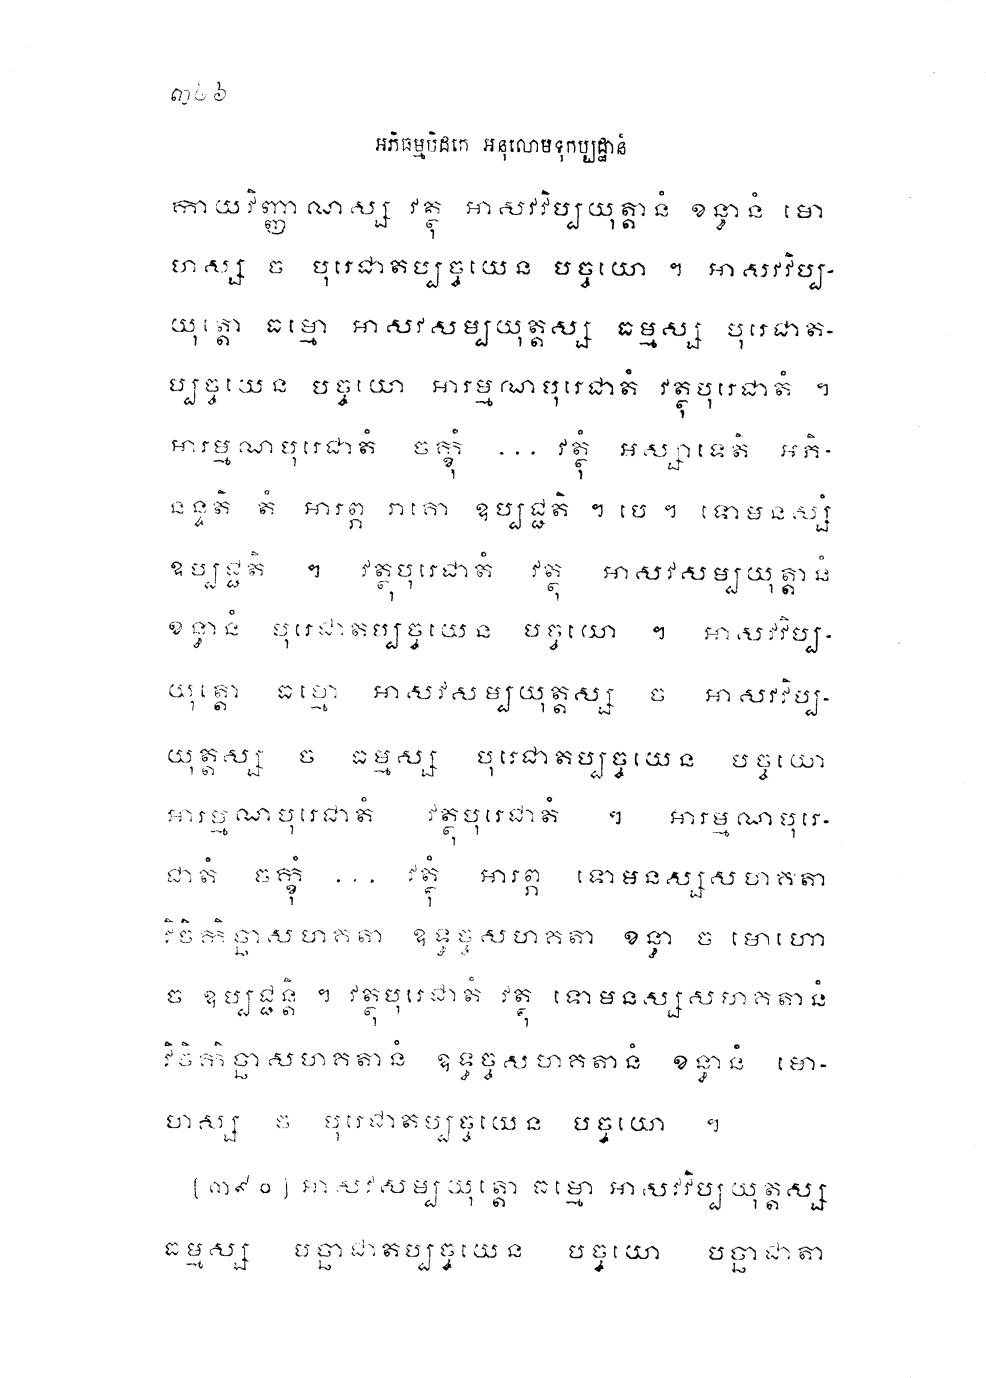 ៣៤៦
អភិធម្មបិដកេ អនុលោមទុកប្បដ្ឋានំ
កាយវិញ្ញាណស្ស វត្ថុ អាសវវិប្បយុត្តានំ ខន្ធានំ មោ
ហស្ស ច បុរេជាតប្បច្ចយេន បច្ចយោ ។ អាសវវិប្ប-
យុត្តោ ធម្មោ អាសវសម្បយុត្តស្ស ធម្មស្ស បុរេជាត-
ប្បច្ចយេន បច្ចយោ អារម្មណបុរេជាតំ វត្ថុបុរេជាតំ ។
អារម្មណបុរេជាតំ ចក្ខុំ ... វត្ថុំ អស្សាទេតិ អភិ-
នន្ទតិ តំ អារព្ភ រាគោ ឧប្បជ្ជតិ ។ បេ ។ ទោមនស្សំ
ឧប្បជ្ជតិ ។ វត្ថុបុរេជាតំ វត្ថុ អាសវសម្បយុត្តានំ
ខន្ធានំ បុរេជាតប្បច្ចយេន បច្ចយោ ។ អាសវវិប្ប-
យុត្តោ ធម្មោ អាសវសម្បយុត្តស្ស ច អាសវវិប្ប-
យុត្តស្ស ច ធម្មស្ស បុរេជាតប្បច្ចយេន បច្ចយោ
អារម្មណបុរេជាតំ វត្ថុបុរេជាតំ ។ អារម្មណបុរេ-
ជាតំ ចក្ខុំ ... វត្ថុំ អារព្ភ ទោមនស្សសហគតា
វិចិកិច្ឆាសហគតា ឧទ្ធច្ចសហគតា ខន្ធា ច មោហោ
ច ឧប្បជ្ជន្តិ ។ វត្ថុបុរេជាតំ វត្ថុ ទោមនស្សសហគតានំ
វិចិកិច្ឆាសហគតានំ ឧទ្ធច្ចសហគតានំ ខន្ធានំ មោ-
ហស្ស ច បុរេជាតប្បច្ចយេន បច្ចយោ ។
[៣៩០] អាសវសម្បយុត្តោ ធម្មោ អាសវវិប្បយុត្តស្ស
ធម្មស្ស បច្ឆាជាតប្បច្ចយេន បច្ចយោ បច្ឆាជាតា